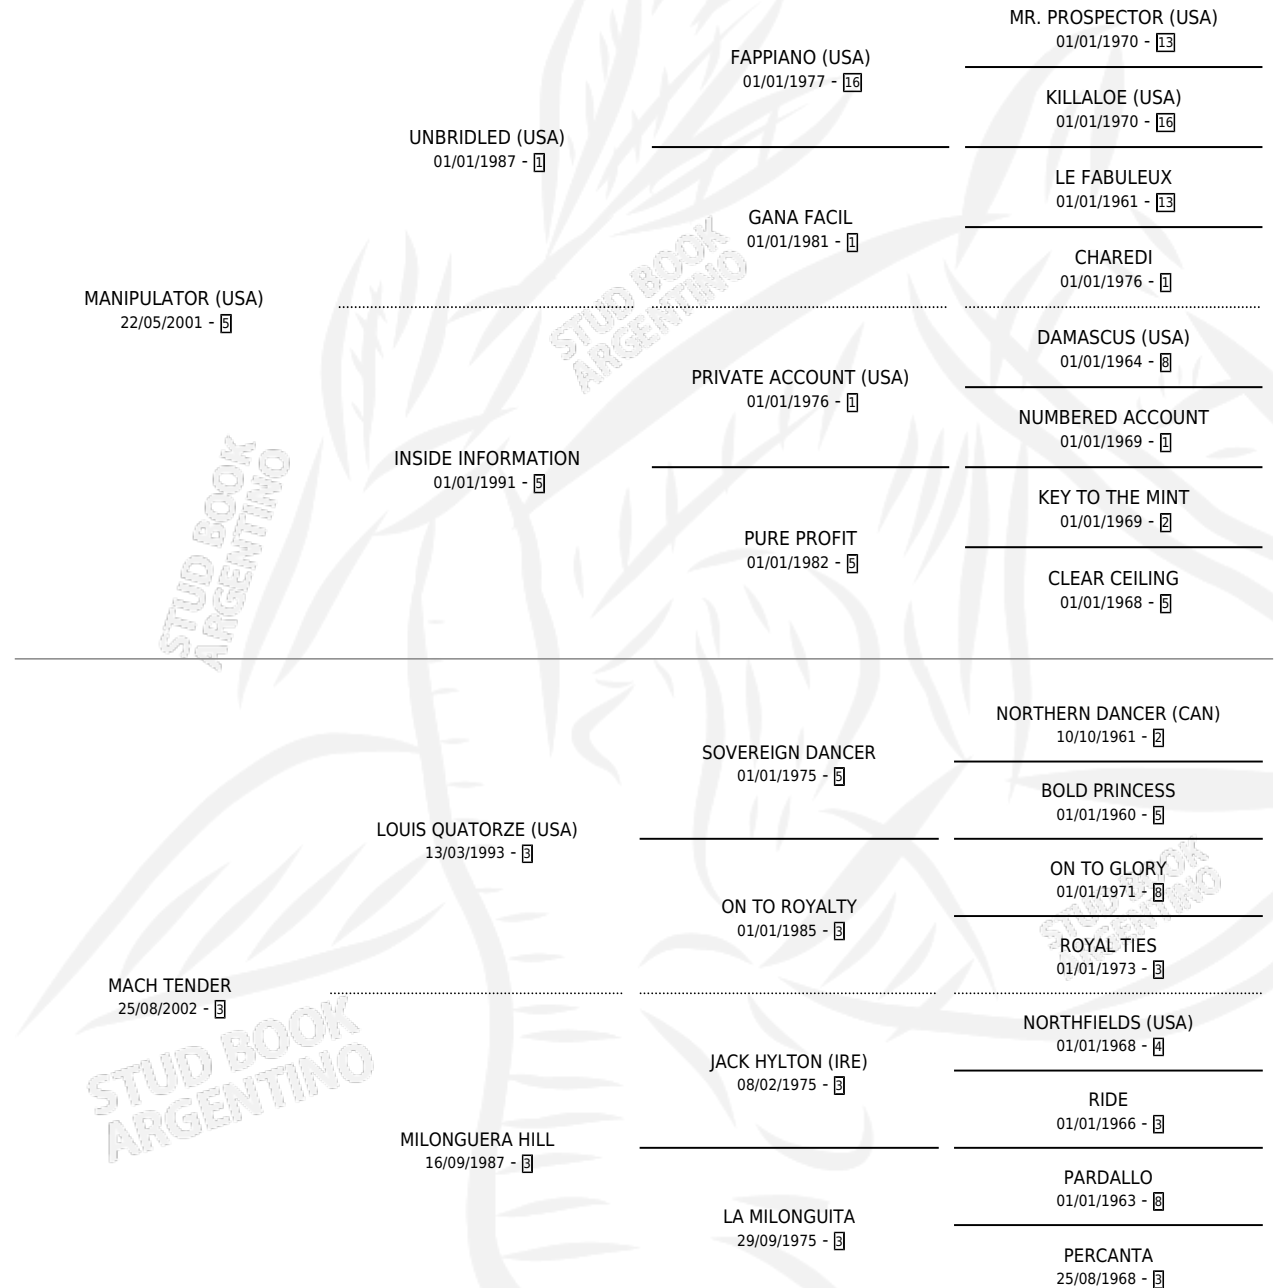 MR. PROSPECTOR (USA)
01/01/1970 - 13
FAPPIANO (USA)
01/01/1977 - 16
KILLALOE (USA)
01/01/1970 - 16
UNBRIDLED (USA)
01/01/1987 - 1
LE FABULEUX
01/01/1961 - 13
GANA FACIL
01/01/1981 - 1
CHAREDI
01/01/1976 - 1
MANIPULATOR (USA)
22/05/2001 - 5
DAMASCUS (USA)
01/01/1964 - 8
PRIVATE ACCOUNT (USA)
01/01/1976 - 1
NUMBERED ACCOUNT
01/01/1969 - 1
INSIDE INFORMATION
01/01/1991 - 5
KEY TO THE MINT
01/01/1969 - 2
PURE PROFIT
01/01/1982 - 5
CLEAR CEILING
01/01/1968 - 5
NORTHERN DANCER (CAN)
10/10/1961 - 2
SOVEREIGN DANCER
01/01/1975 - 5
BOLD PRINCESS
01/01/1960 - 5
LOUIS QUATORZE (USA)
13/03/1993 - 3
ON TO GLORY
01/01/1971 - 8
ON TO ROYALTY
01/01/1985 - 3
ROYAL TIES
01/01/1973 - 3
MACH TENDER
25/08/2002 - 3
NORTHFIELDS (USA)
01/01/1968 - 4
JACK HYLTON (IRE)
08/02/1975 - 3
RIDE
01/01/1966 - 3
MILONGUERA HILL
16/09/1987 - 3
PARDALLO
01/01/1963 - 8
LA MILONGUITA
29/09/1975 - 3
PERCANTA
25/08/1968 - 3
STUD BOOK
ARGENTINO
STUD BOOK
ARGENTINO
STUD BOOK
ARGENTINO
STUD BOOK
ARGENTINO